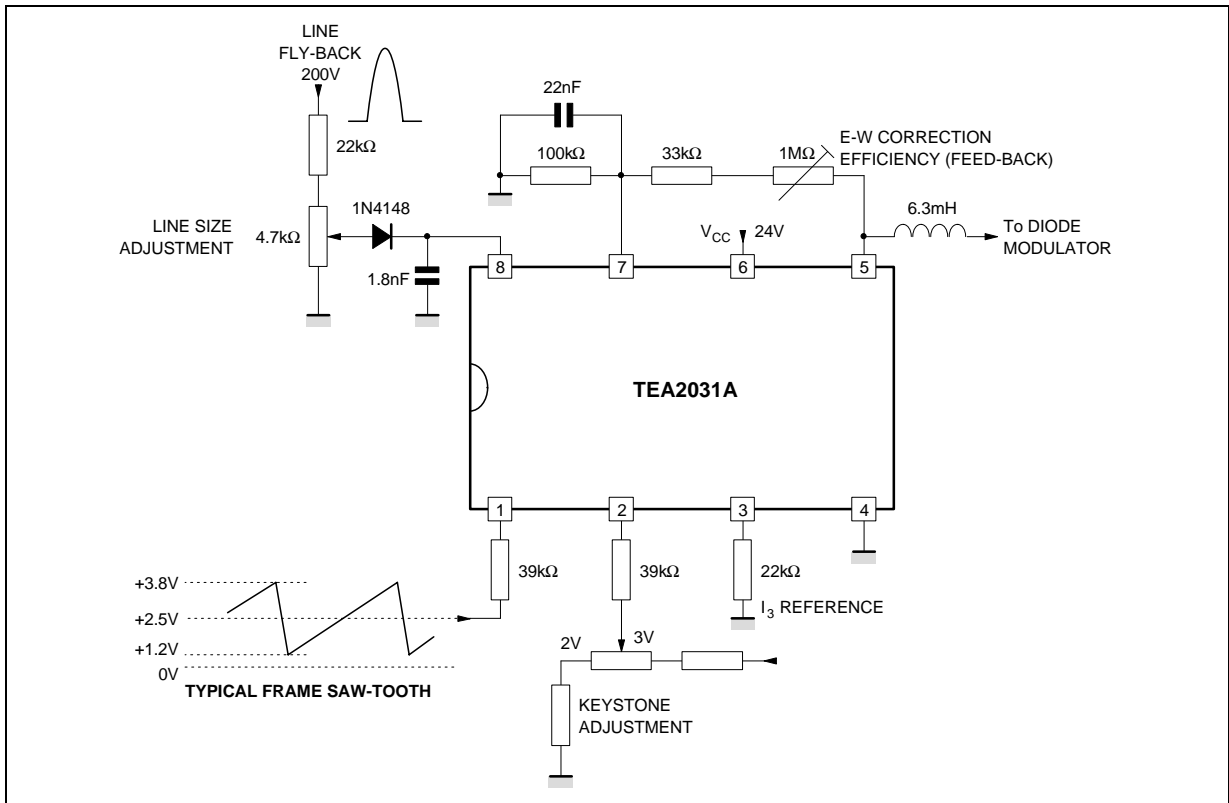 LINE
FLY-BACK
200V
22kΩ
LINE SIZE
ADJUSTMENT
4.7kΩ
1N4148
1.8nF
22nF
100kΩ
33kΩ
1MΩ
E-W CORRECTION
EFFICIENCY (FEED-BACK)
6.3mH
To DIODE
MODULATOR
VCC
24V
8
7
6
5
TEA2031A
1
2
3
4
39kΩ
39kΩ
22kΩ
I3 REFERENCE
+3.8V
+2.5V
+1.2V
0V
TYPICAL FRAME SAW-TOOTH
2V
3V
KEYSTONE
ADJUSTMENT